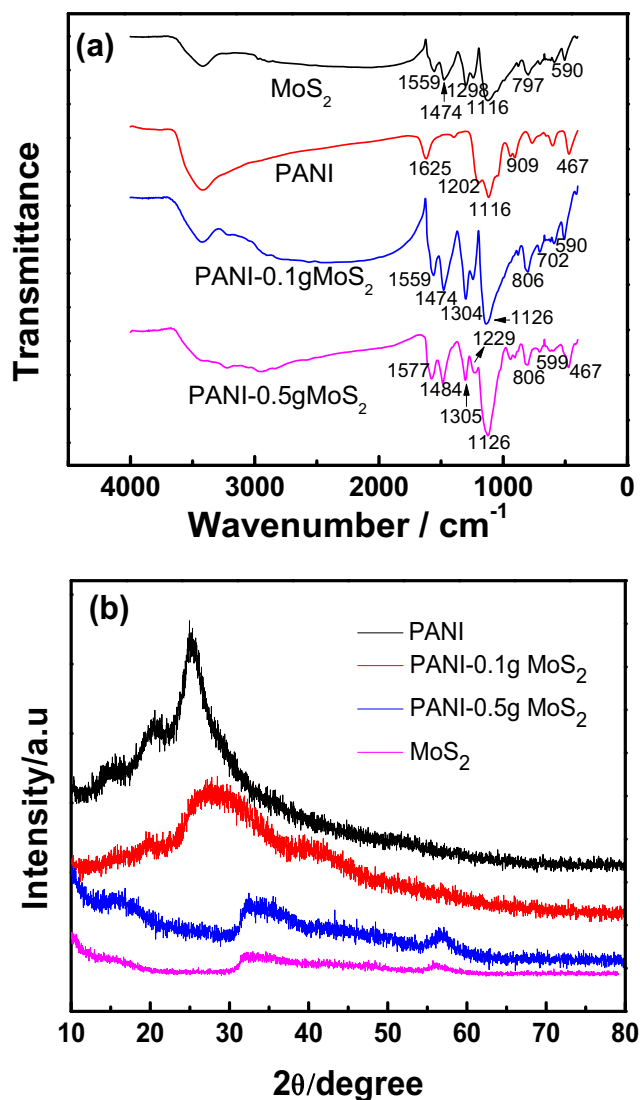 (a)
Transmittance
590
797
1559
1298
MoS2
1474
1116
PANI
1625
1202
909
467
1116
PANI-0.1gMoS2
1559
1474
1304
1126
806
702
590
1229
PANI-0.5gMoS2
1577
1484
1305
1126
806
599
467
4000 3000 2000 1000 0
Wavenumber / cm-1
(b)
Intensity/a.u
PANI
PANI-0.1g MoS2
PANI-0.5g MoS2
MoS2
10 20 30 40 50 60 70 80
2θ/degree